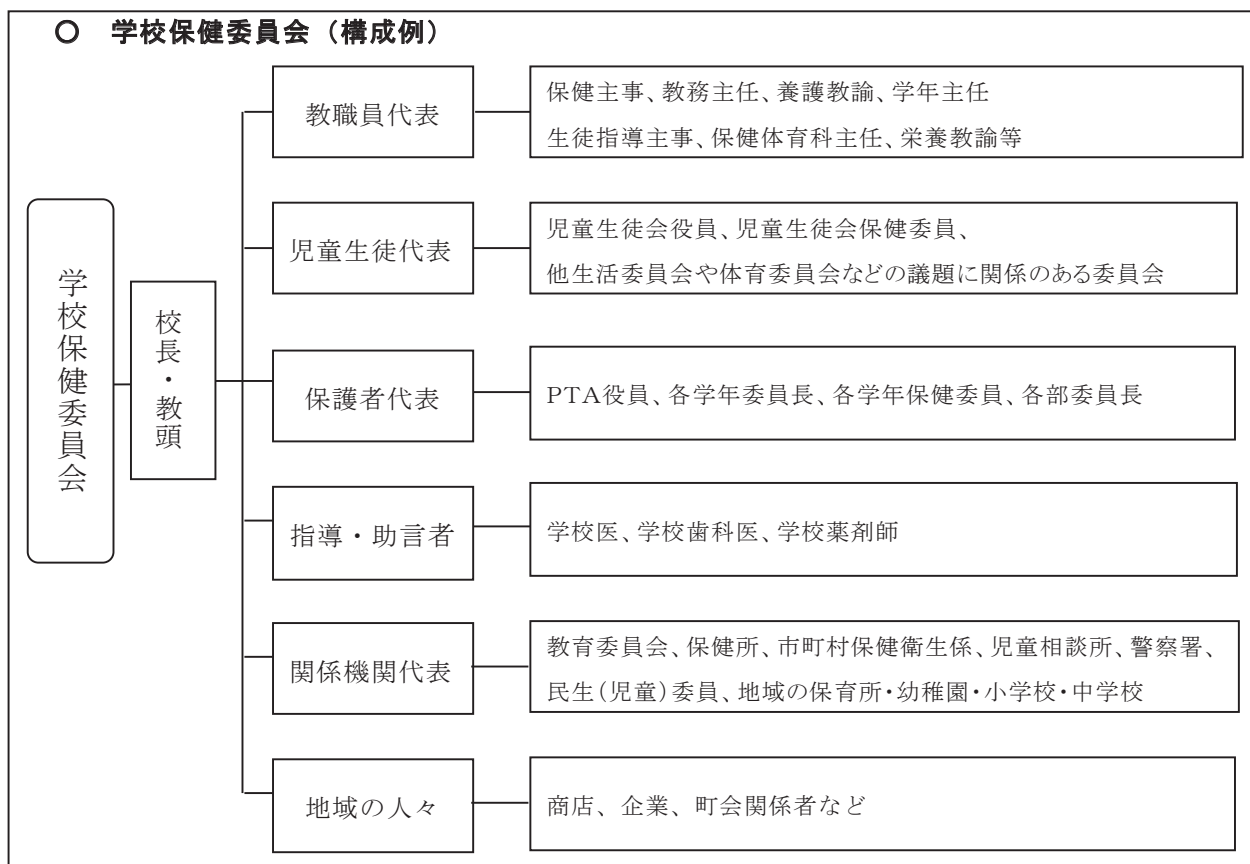 ○ 学校保健委員会（構成例）
学校保健委員会
校長・教頭
教職員代表
保健主事、教務主任、養護教諭、学年主任
生徒指導主事、保健体育科主任、栄養教諭等
児童生徒代表
児童生徒会役員、児童生徒会保健委員、
他生活委員会や体育委員会などの議題に関係のある委員会
保護者代表
PTA役員、各学年委員長、各学年保健委員、各部委員長
指導・助言者
学校医、学校歯科医、学校薬剤師
関係機関代表
教育委員会、保健所、市町村保健衛生係、児童相談所、警察署、
民生(児童)委員、地域の保育所・幼稚園・小学校・中学校
地域の人々
商店、企業、町会関係者など